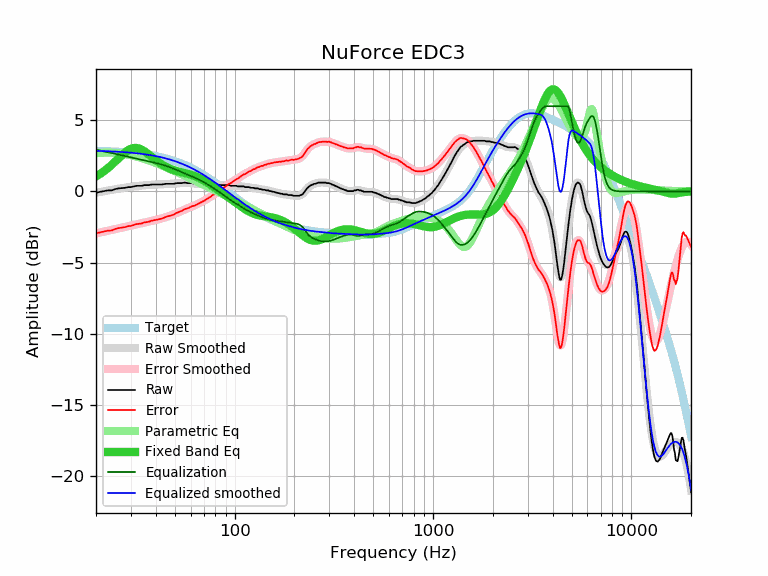 NuForce EDC3
Amplitude (dBr)
5
0
−5
−10
−15
−20
Target
Raw Smoothed
Error Smoothed
Raw
Error
Parametric Eq
Fixed Band Eq
Equalization
Equalized smoothed
100
1000
10000
Frequency (Hz)